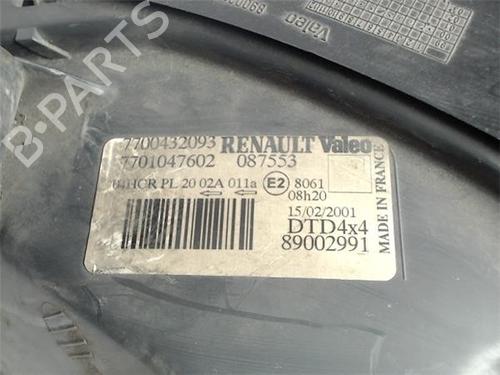 Valeo
7700432093 RENAULT Valeo
7701047602 087553
04HCR PL 20 02A 011a E2 8061
08h20
15/02/2001
DTD4x4
89002991
MADE IN FRANCE
B-PARTS